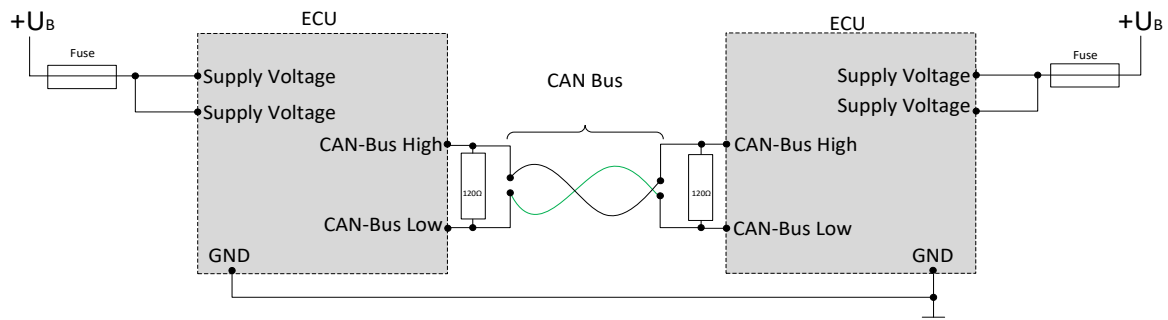 ECU
ECU
+UB
+UB
Fuse
Fuse
Supply Voltage
Supply Voltage
CAN Bus
Supply Voltage
Supply Voltage
CAN-Bus High
CAN-Bus High
120Ω
120Ω
CAN-Bus Low
CAN-Bus Low
GND
GND